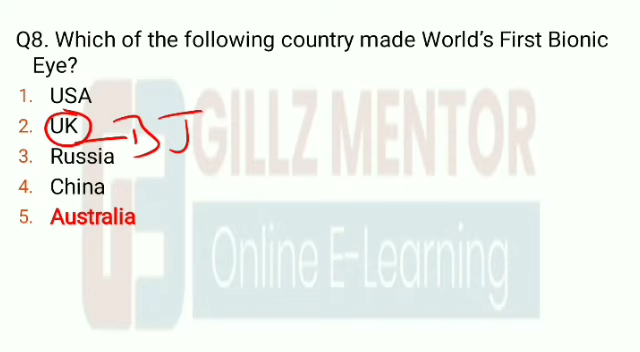 Q8. Which of the following country made World's First Bionic
Eye?
1. USA
2. UK
BJ
3. Russia
4. China
5. Australia
GILLZ MENTOR
Online E-Learning